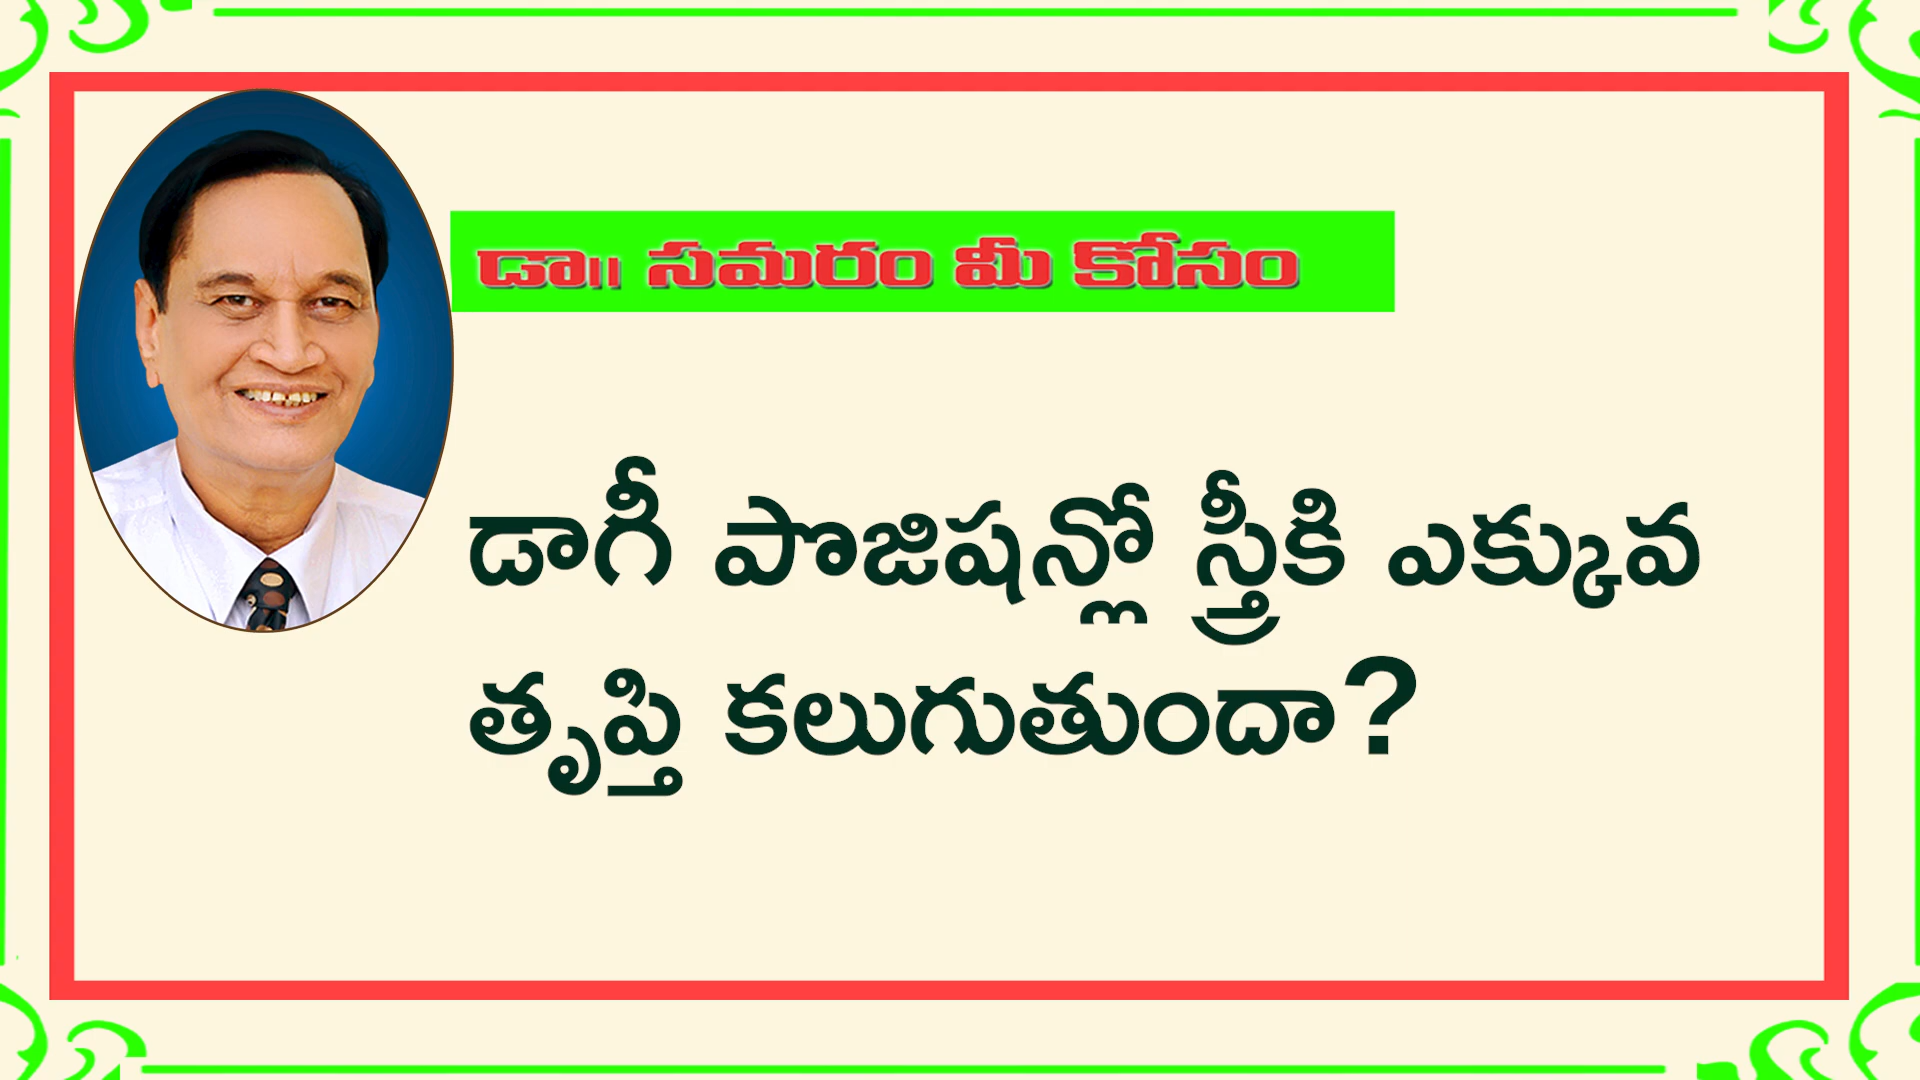 డా|| సమరం మీ కోసం
డాగీ పొజిషన్లో స్త్రీకి ఎక్కువ
తృప్తి కలుగుతుందా?